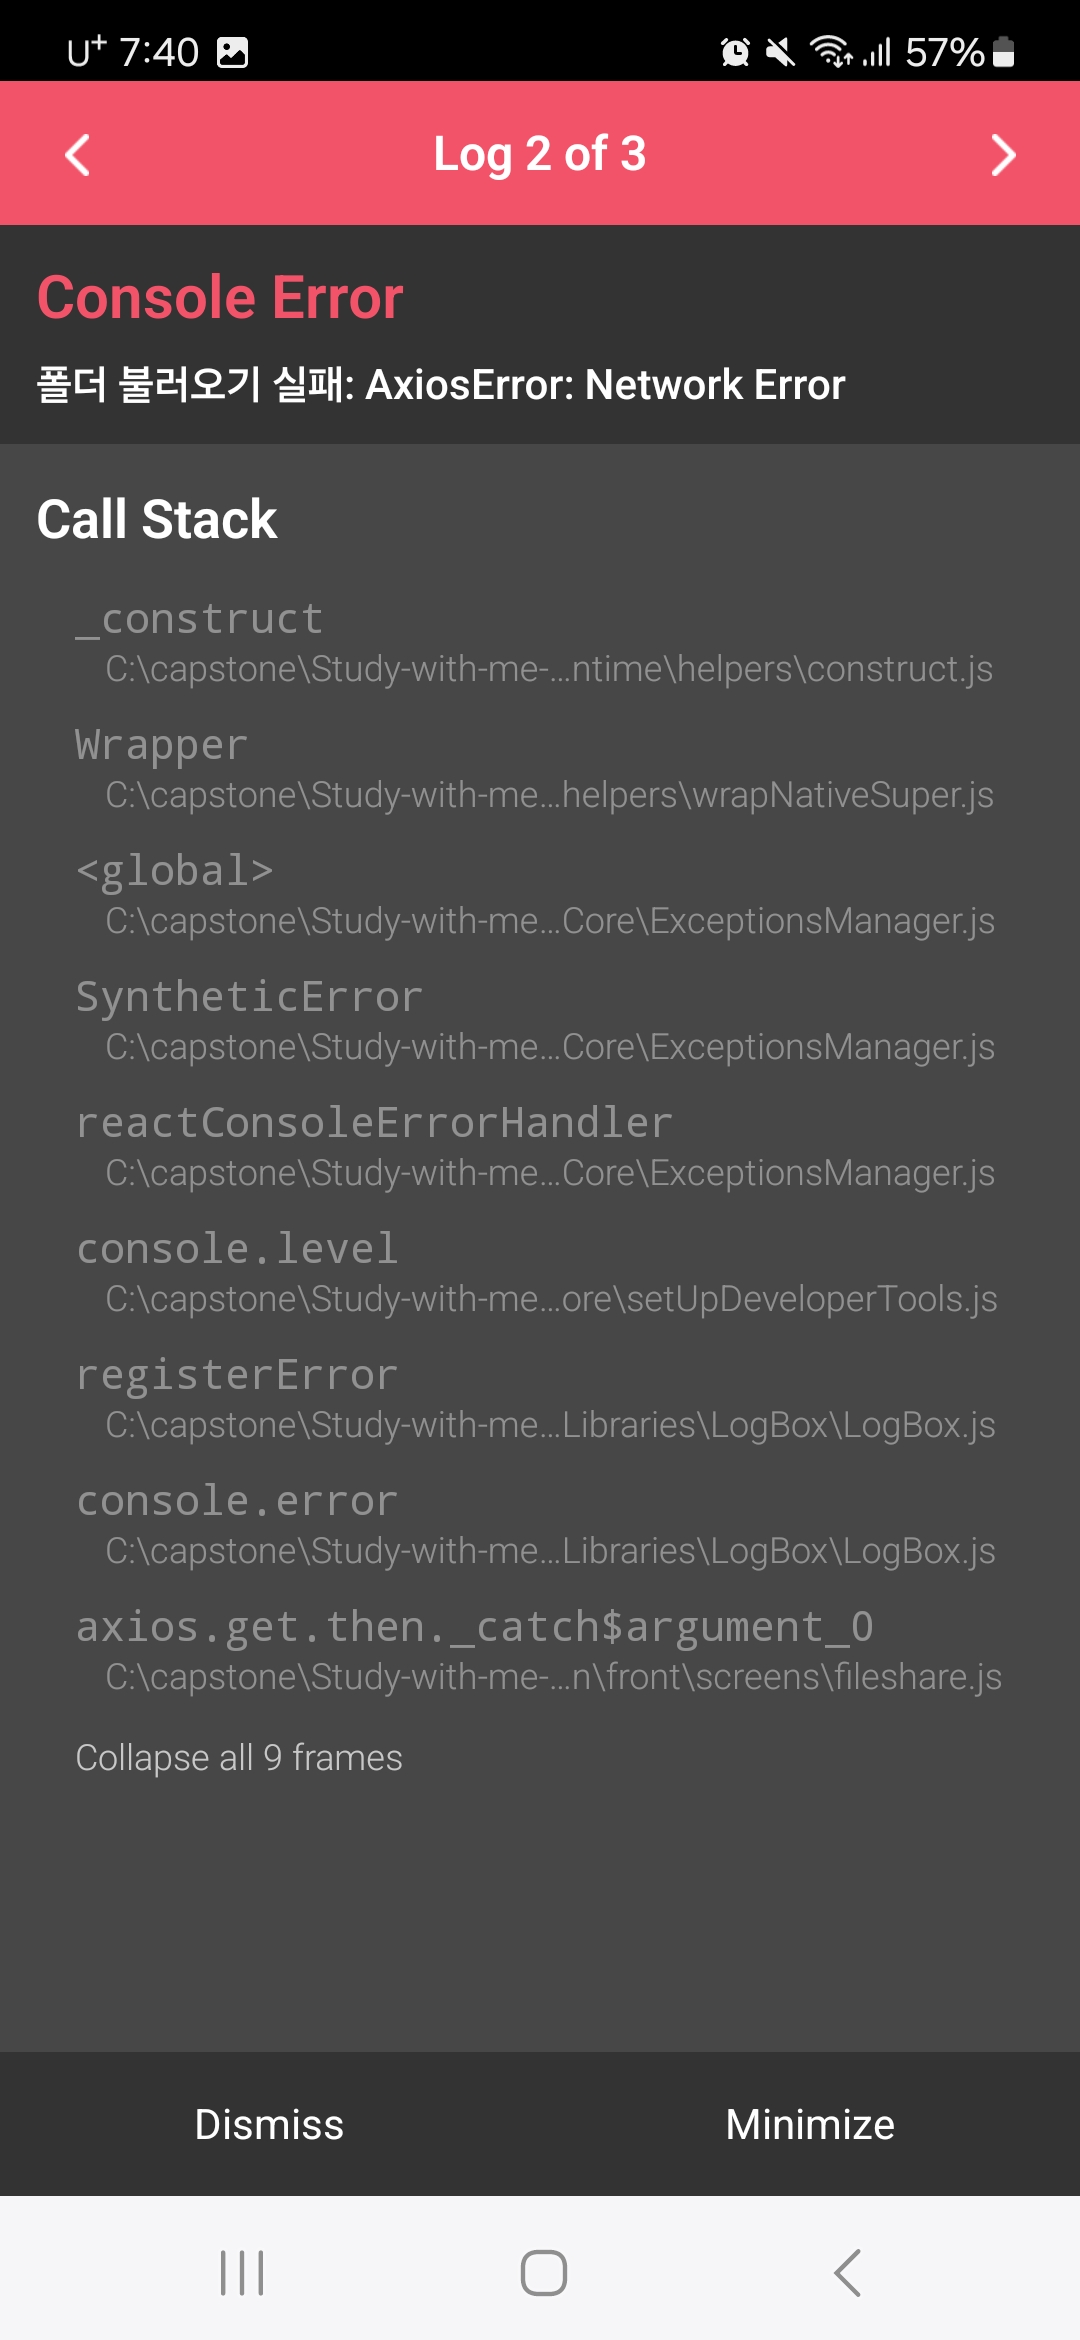 U⁺ 7:40 57%
Log 2 of 3
Console Error
폴더 불러오기 실패: AxiosError: Network Error
Call Stack
_construct
C:\capstone\Study-with-me-...ntime\helpers\construct.js
Wrapper
C:\capstone\Study-with-me...helpers\wrapNativeSuper.js
<global>
C:\capstone\Study-with-me...Core\ExceptionsManager.js
SyntheticError
C:\capstone\Study-with-me...Core\ExceptionsManager.js
reactConsoleErrorHandler
C:\capstone\Study-with-me...Core\ExceptionsManager.js
console.level
C:\capstone\Study-with-me...ore\setUpDeveloperTools.js
registerError
C:\capstone\Study-with-me...Libraries\LogBox\LogBox.js
console.error
C:\capstone\Study-with-me...Libraries\LogBox\LogBox.js
axios.get.then._catch$argument_0
C:\capstone\Study-with-me-...n\front\screens\fileshare.js
Collapse all 9 frames
Dismiss Minimize